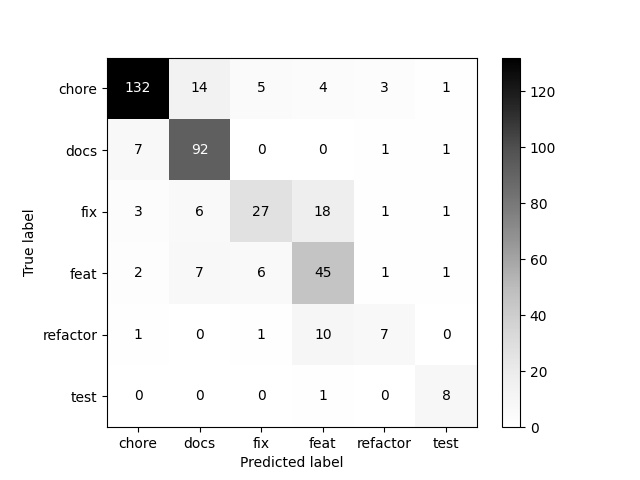 chore 132 14 5 4 3 1
docs 7 92 0 0 1 1
fix 3 6 27 18 1 1
feat 2 7 6 45 1 1
refactor 1 0 1 10 7 0
test 0 0 0 1 0 8
chore docs fix feat refactor test
Predicted label
True label
120
100
80
60
40
20
0